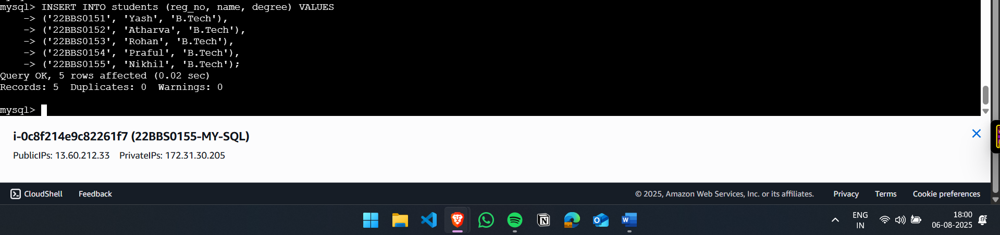 mysql> INSERT INTO students (reg_no, name, degree) VALUES
    -> ('22BBS0151', 'Yash', 'B.Tech'),
    -> ('22BBS0152', 'Atharva', 'B.Tech'),
    -> ('22BBS0153', 'Rohan', 'B.Tech'),
    -> ('22BBS0154', 'Praful', 'B.Tech'),
    -> ('22BBS0155', 'Nikhil', 'B.Tech');
Query OK, 5 rows affected (0.02 sec)
Records: 5  Duplicates: 0  Warnings: 0
mysql>
i-0c8f214e9c82261f7 (22BBS0155-MY-SQL)
PublicIPs: 13.60.212.33    PrivateIPs: 172.31.30.205
CloudShell    Feedback    © 2025, Amazon Web Services, Inc. or its affiliates.    Privacy    Terms    Cookie preferences
ENG    18:00
IN    06-08-2025